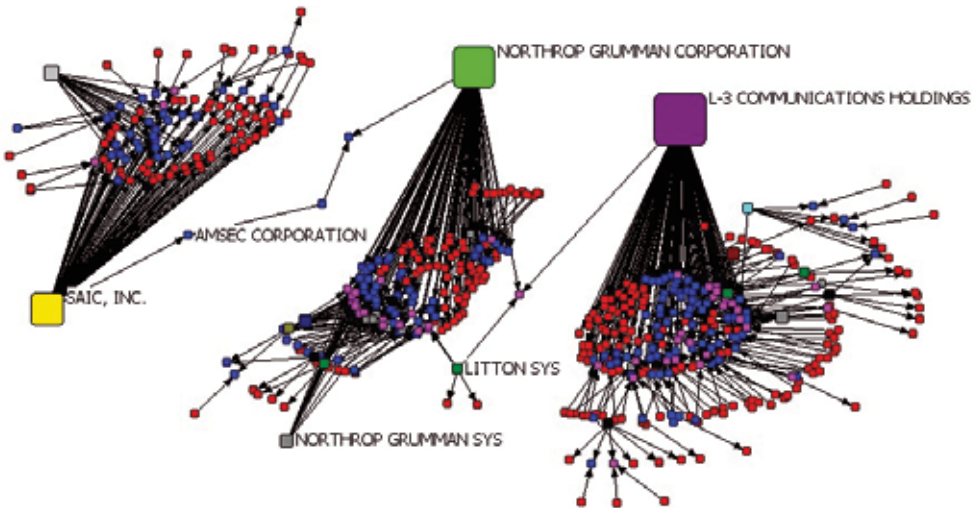 NORTHROP GRUMMAN CORPORATION
L-3 COMMUNICATIONS HOLDINGS
AMSEC CORPORATION
SAIC, INC.
LITTON SYS
NORTHROP GRUMMAN SYS